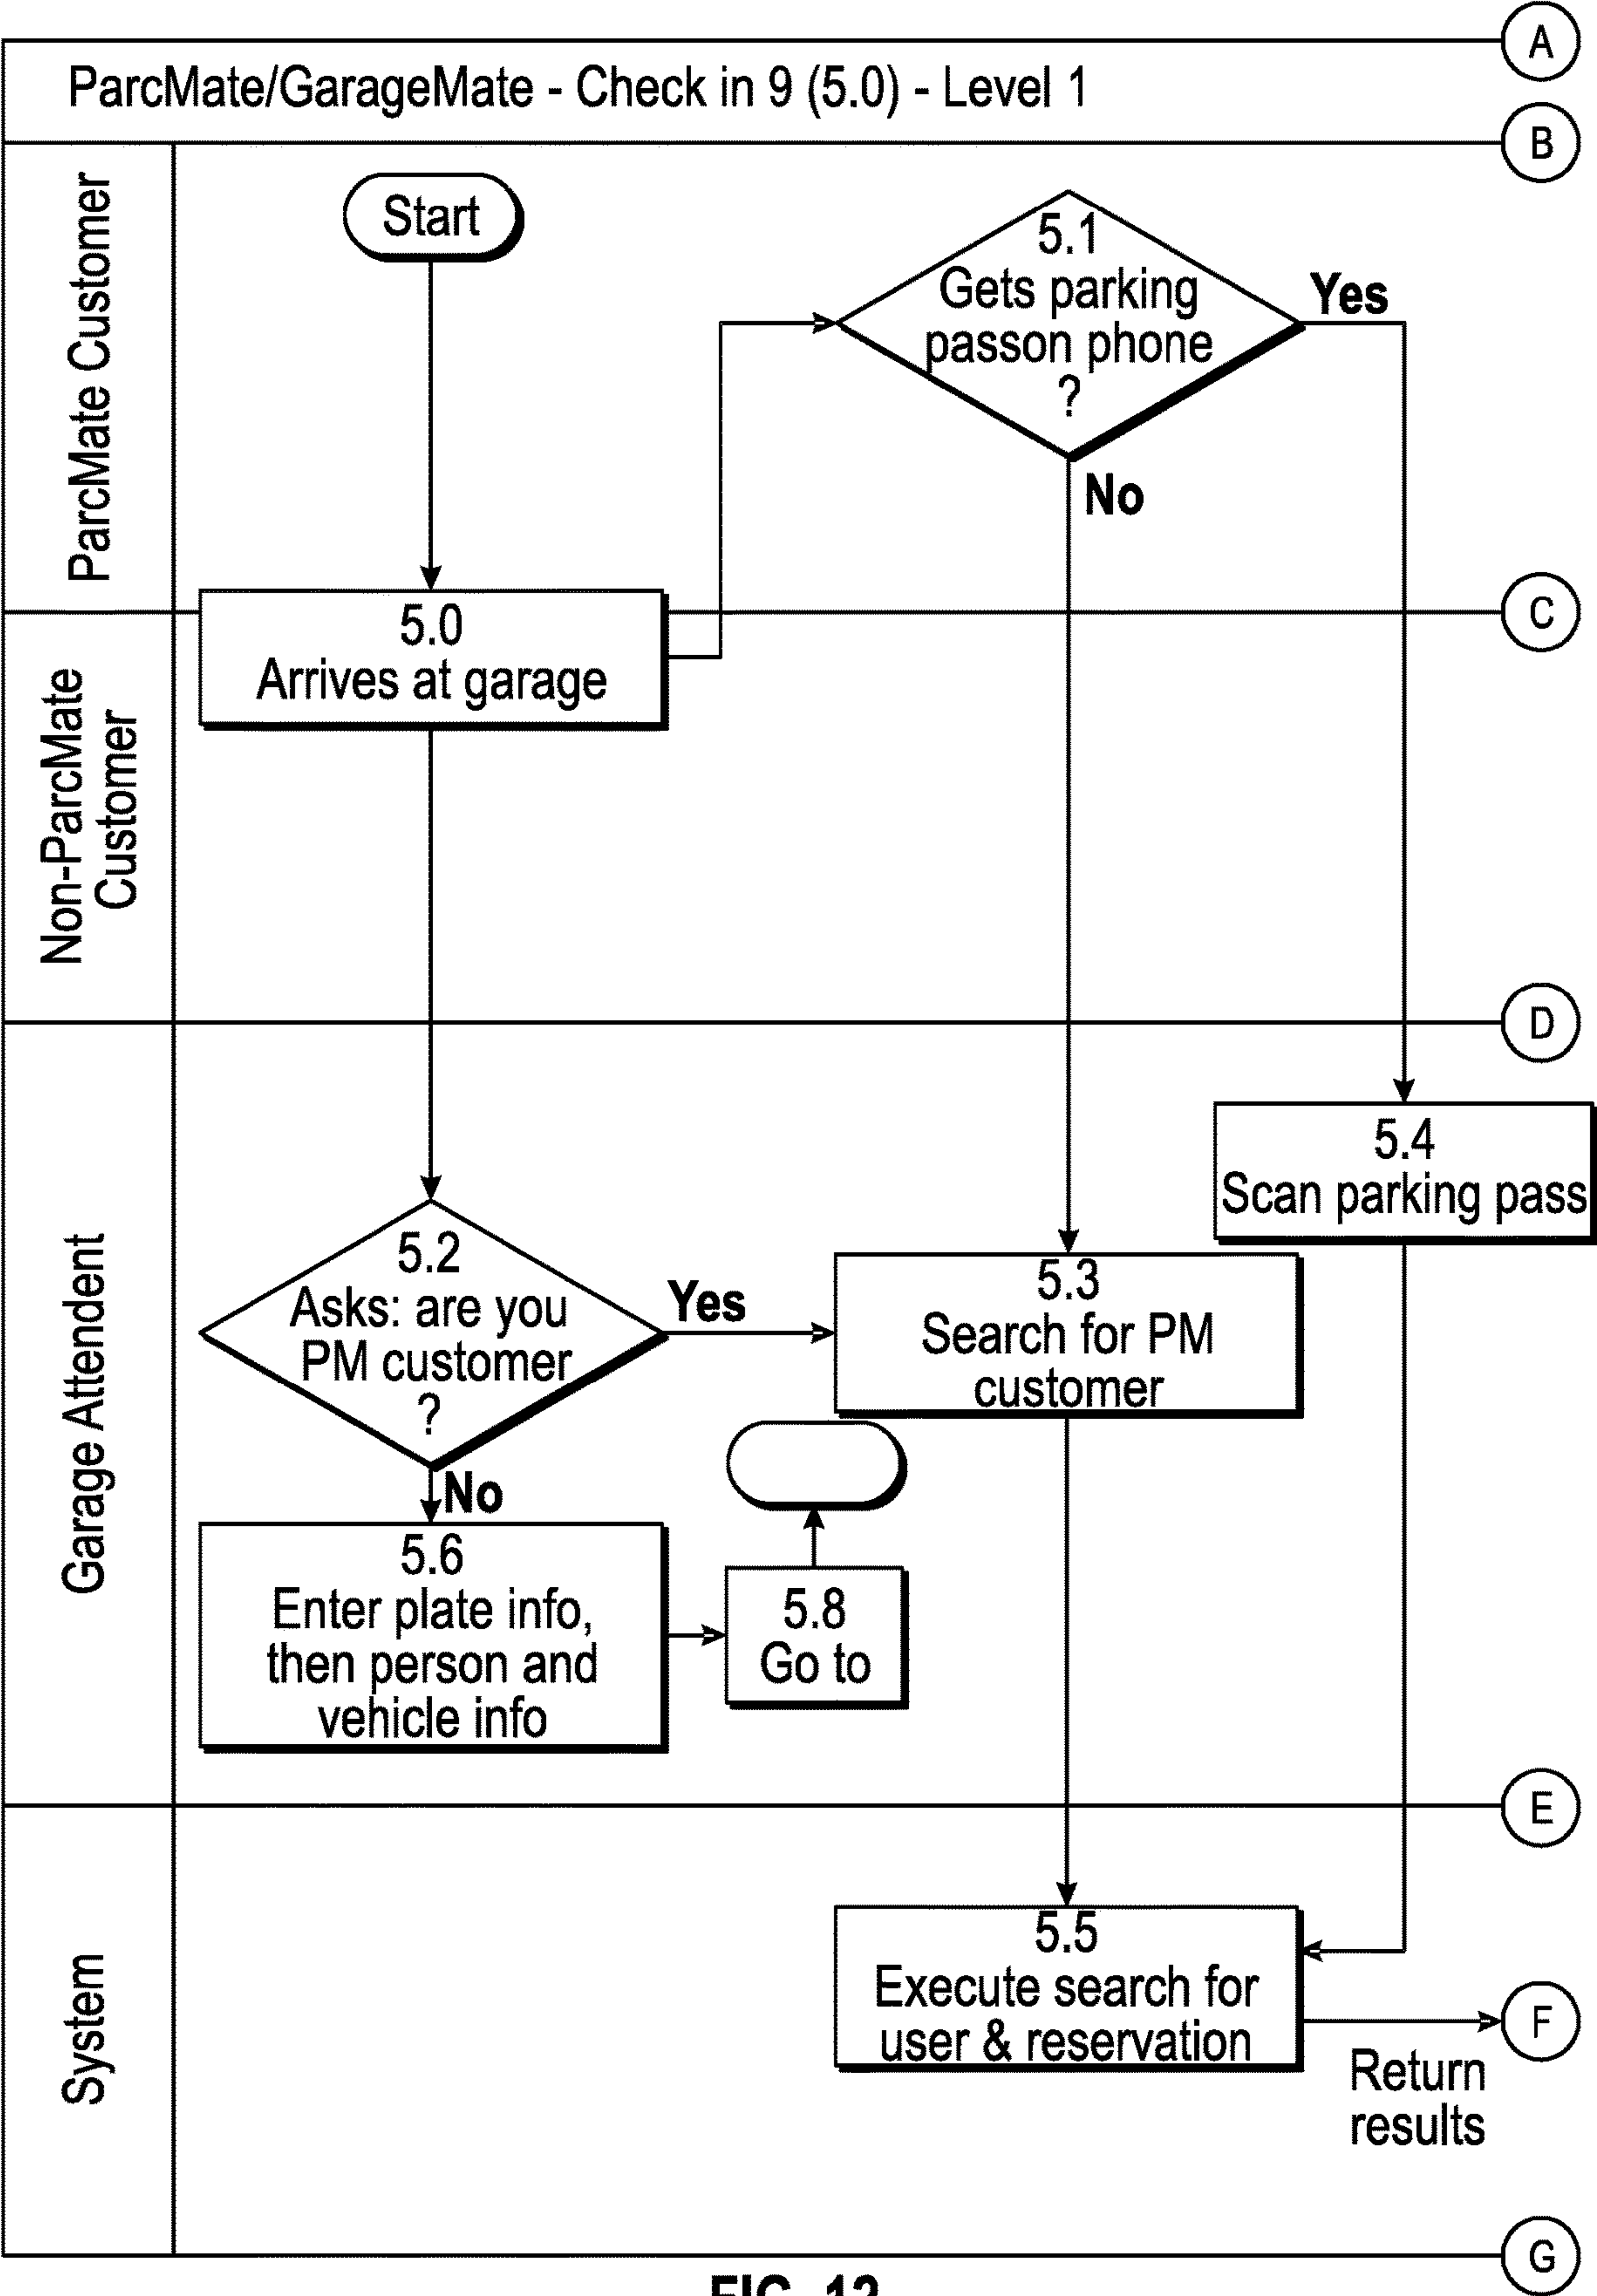 A
ParcMate/GarageMate - Check in 9 (5.0) - Level 1
B
ParcMate Customer
Start
5.1
Gets parking
passon phone
?
Yes
No
C
Non-ParcMate
Customer
5.0
Arrives at garage
D
Garage Attendent
5.4
Scan parking pass
5.2
Asks: are you
PM customer
?
Yes
5.3
Search for PM
customer
No
5.6
Enter plate info,
then person and
vehicle info
5.8
Go to
E
System
5.5
Execute search for
user & reservation
F
Return
results
G
FIG. 12